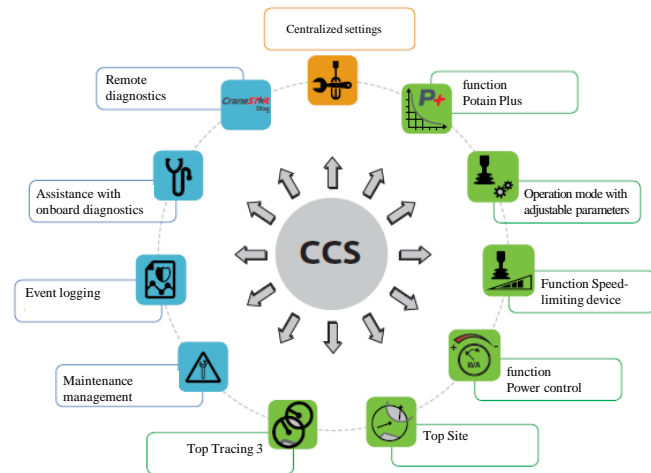 Centralized settings
Remote
diagnostics
CraneSTAR
Diag
P+
function
Potain Plus
Assistance with
onboard diagnostics
Operation mode with
adjustable parameters
CCS
Event logging
Function Speed-
limiting device
Maintenance
management
+ -
kVA
function
Power control
Top Tracing 3
Top Site